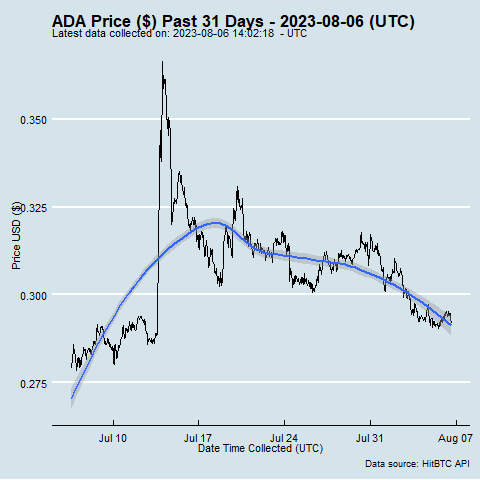 ADA Price ($) Past 31 Days - 2023-08-06 (UTC)
Latest data collected on: 2023-08-06 14:02:18 - UTC
Price USD ($)
0.350
0.325
0.300
0.275
Jul 10 Jul 17 Jul 24 Jul 31 Aug 07
Date Time Collected (UTC)
Data source: HitBTC API